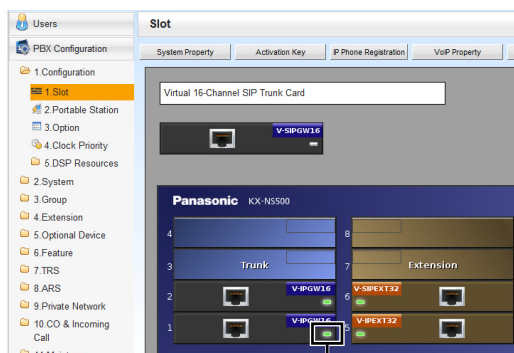 Users
Slot
PBX Configuration
System Property
Activation Key
IP Phone Registration
VoIP Property
1.Configuration
1.Slot
2.Portable Station
3.Option
4.Clock Priority
5.DSP Resources
2.System
3.Group
4.Extension
5.Optional Device
6.Feature
7.TRS
8.ARS
9.Private Network
10.CO & Incoming
Call
Virtual 16-Channel SIP Trunk Card
V-SIPGW16
Panasonic KX-NS500
4
8
3
Trunk
7
Extension
2
V-IPGW16
6
V-SIPEXT32
1
V-IPGW16
5
V-IPEXT32